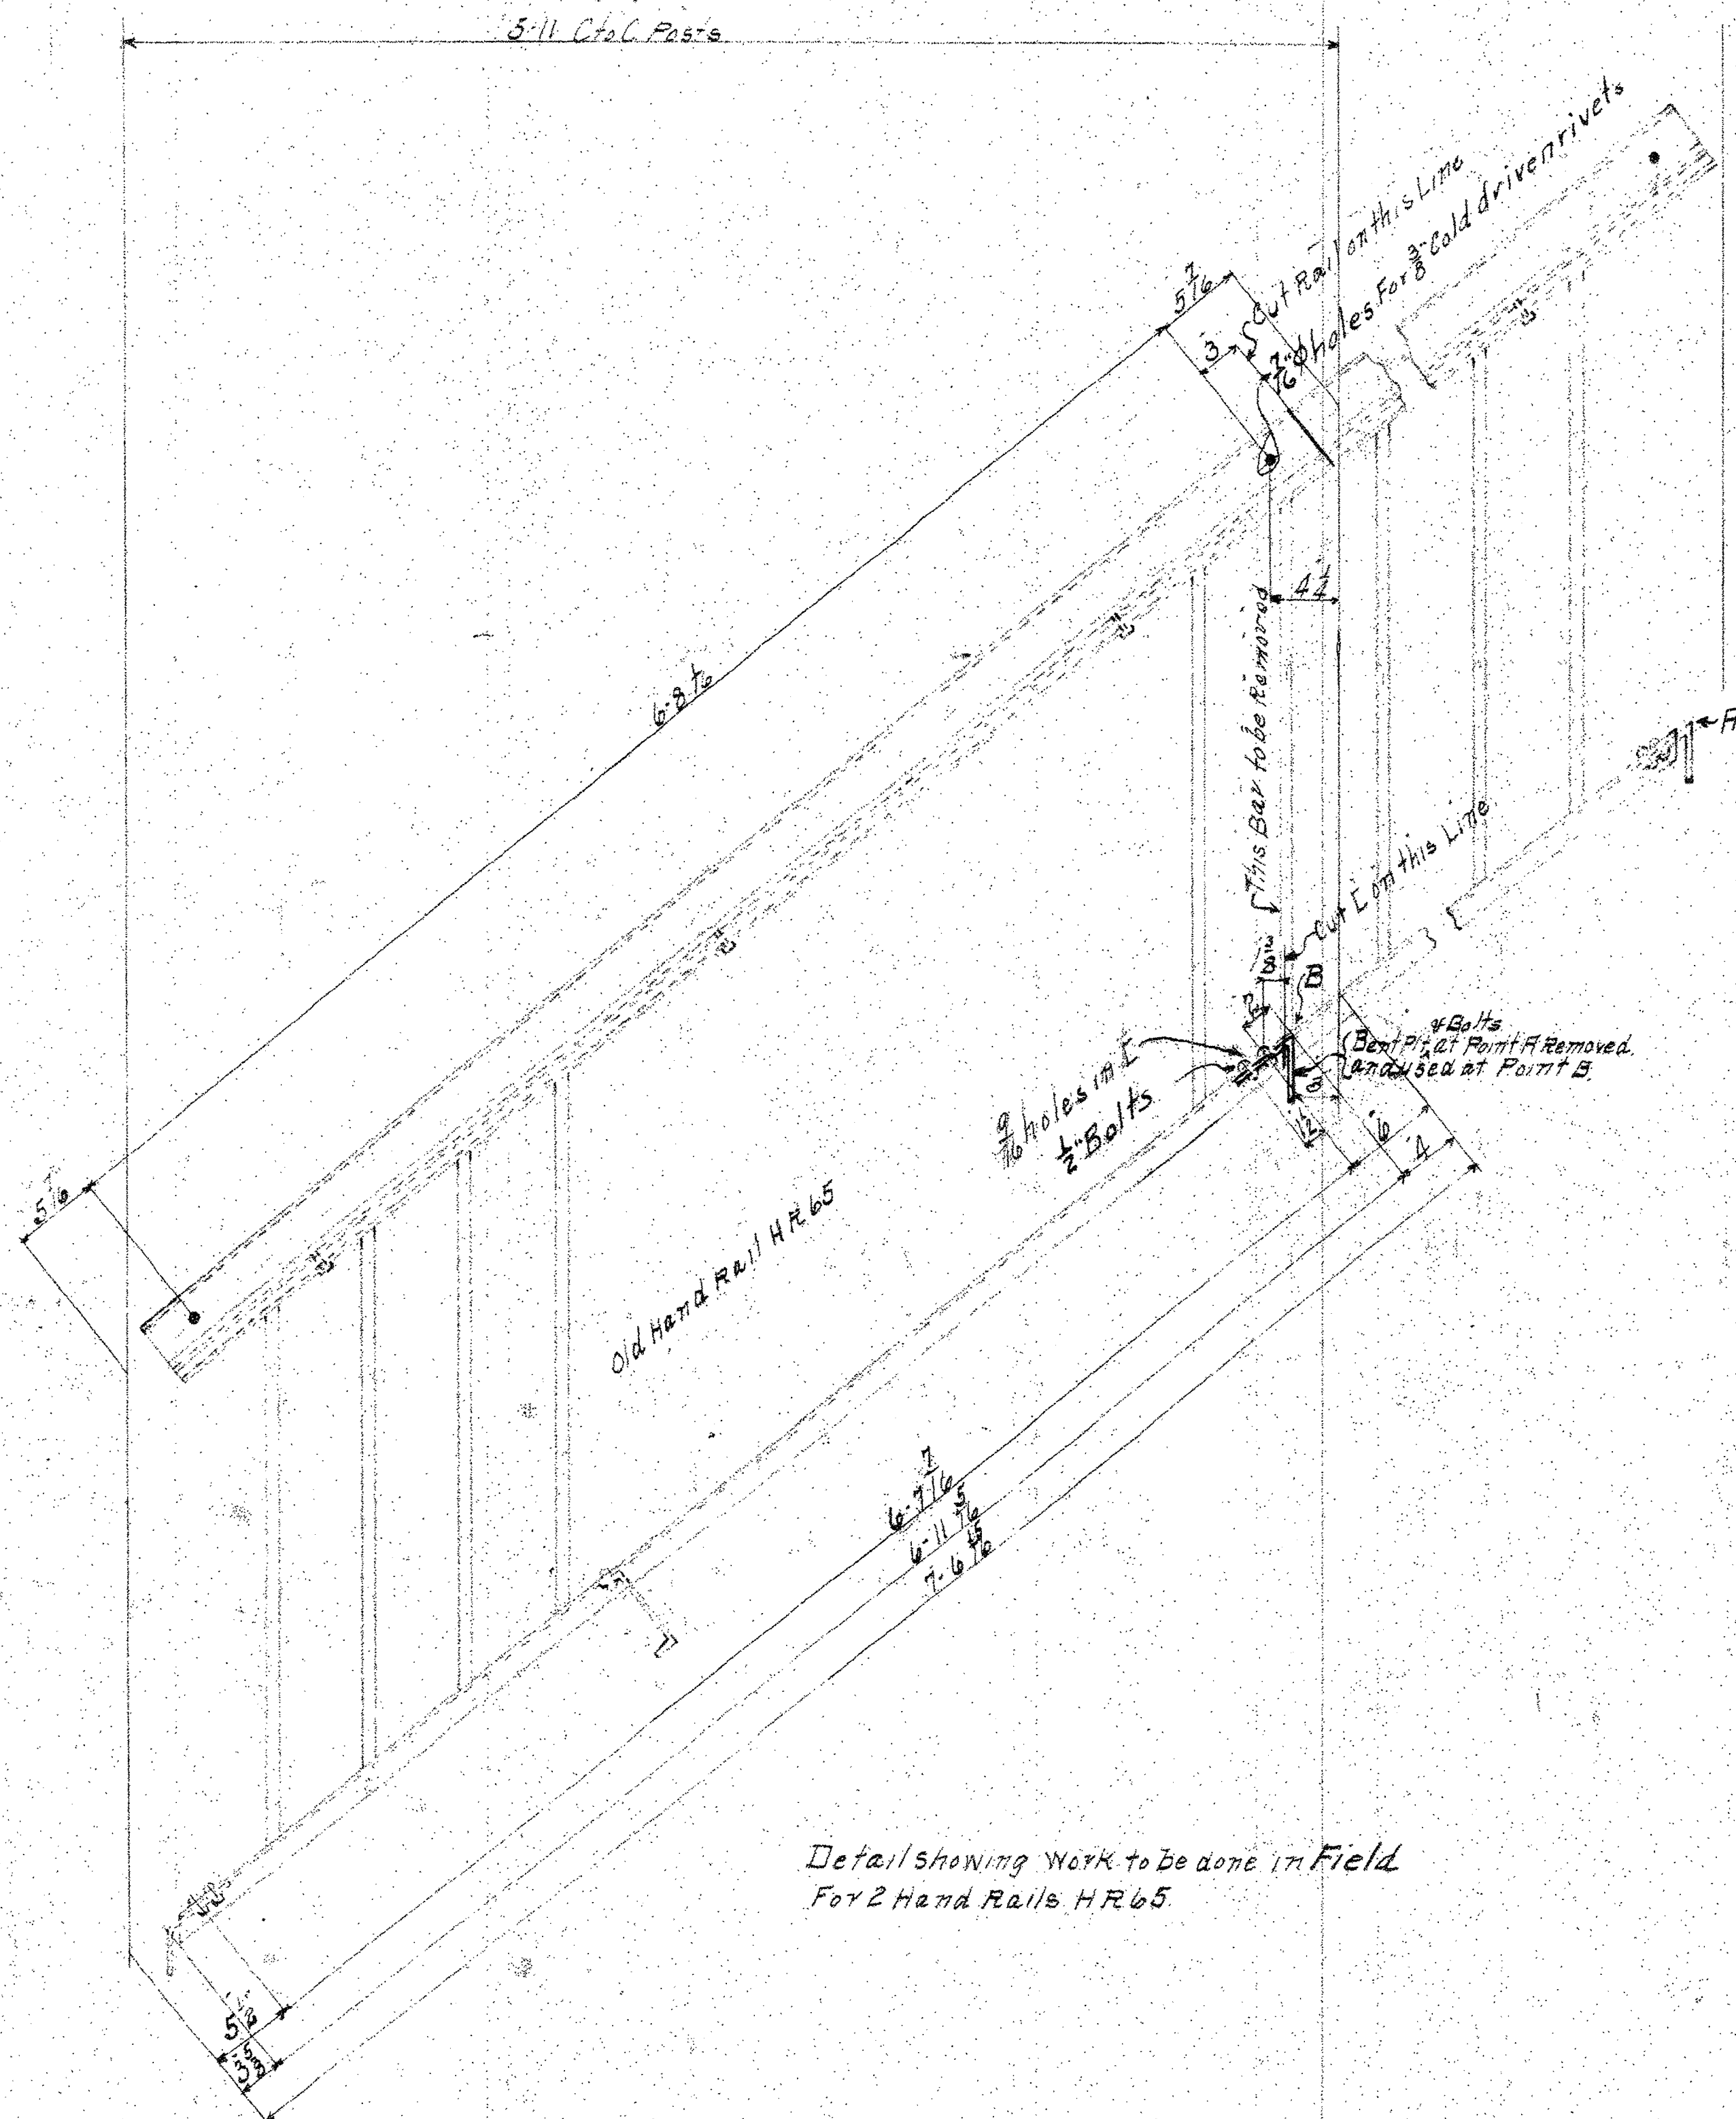 5-11 C to C Posts
Cut Rail on this Line
7/16"ϕ holes For 3/8" Cold driven rivets
5 7/16
3
4 1/4
6-8 1/16
This Bar to be Removed
A
Cut [ on this Line
1 3/8
B
2
& Bolts
Bent Pl. at Point A Removed.
and used at Point B.
9/16 holes in [
1/2" Bolts
3
12
6
4
5 7/16
Old Hand Rail HR65
6-7 7/16
6-11 5/16
7-6 15/16
Detail showing Work to be done in Field
For 2 Hand Rails HR65.
5 1/2
3 5/8